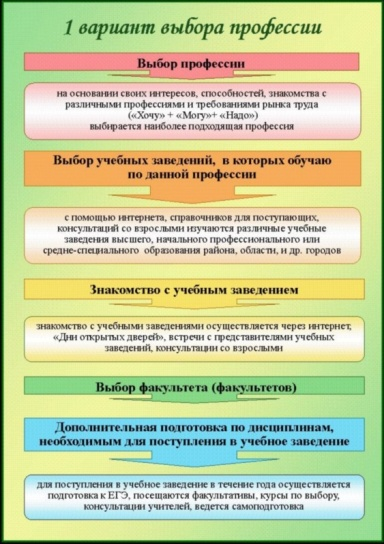 1 вариант выбора профессии
Выбор профессии
на основании своих интересов, способностей, знакомства с
различными профессиями и требованиями рынка труда
(«Хочу» + «Могу»+ «Надо»)
выбирается наиболее подходящая профессия
Выбор учебных заведений,  в которых обучаю
по данной профессии
с помощью интернета, справочников для поступающих,
консультаций со взрослыми изучаются различные учебные
заведения высшего, начального профессионального или
средне-специального  образования района, области, и др. городов
Знакомство с учебным заведением
знакомство с учебными заведениями осуществляется через интернет,
«Дни открытых дверей», встречи с представителями учебных
заведений, консультации со взрослыми
Выбор факультета (факультетов)
Дополнительная подготовка по дисциплинам,
необходимым для поступления в учебное заведение
для поступления в учебное заведение в течение года осуществляется
подготовка к ЕГЭ, посещаются факультативы, курсы по выбору,
консультации учителей, ведется самоподготовка